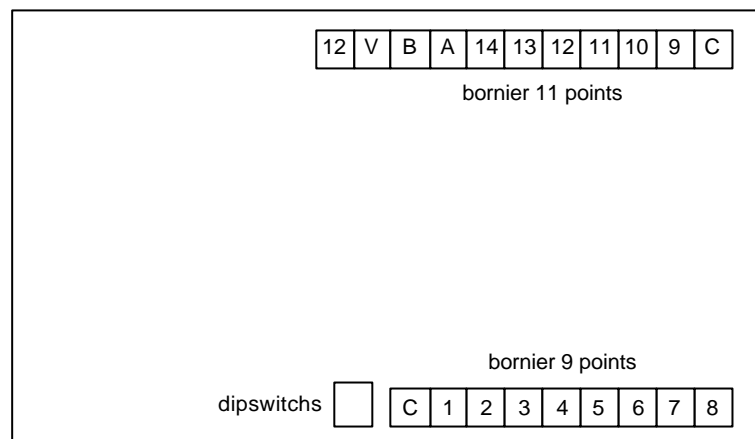 12 V B A 14 13 12 11 10 9 C
bornier 11 points
bornier 9 points
dipswitchs
C 1 2 3 4 5 6 7 8